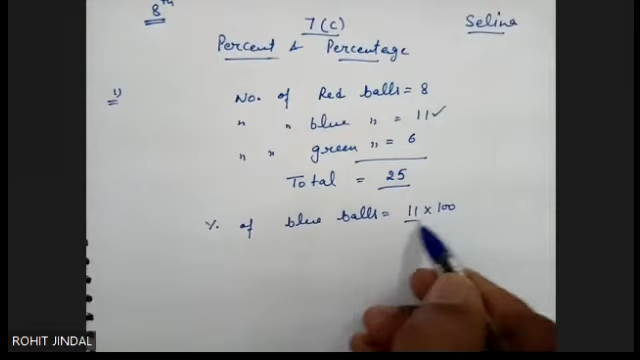 8th
7(c)
Selina
Percent & Percentage
1)
No. of Red balls = 8
" " blue " = 11 ✓
" " green " = 6
Total = 25
% of blue balls = 11 × 100
ROHIT JINDAL